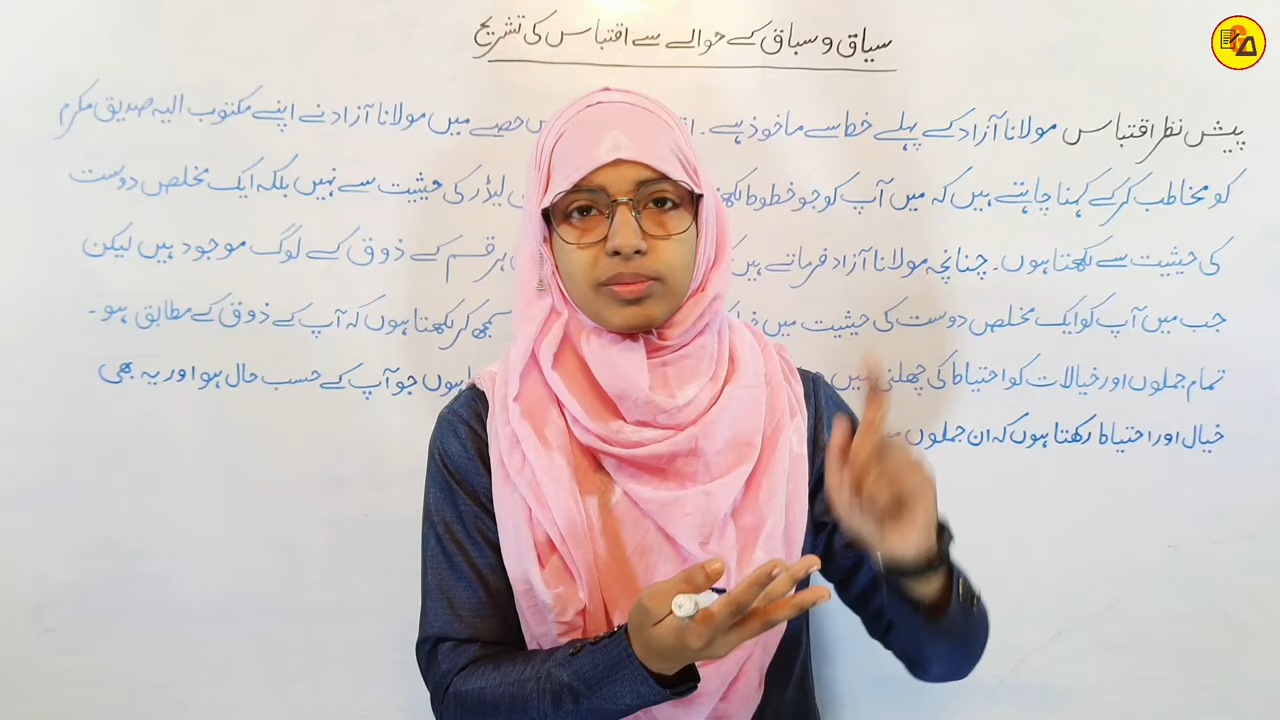 سیاق و سباق کے حوالے سے اقتباس کی تشریح
پیش نظر اقتباس مولانا آزاد کے پہلے خط سے ماخوذ ہے۔ حصے میں مولانا آزاد نے اپنے مکتوب الیہ صدیق مکرم
کو مخاطب کر کے کہنا چاہتے ہیں کہ میں آپ کو جو خطوط لکھ لیڈر کی حیثیت سے نہیں بلکہ ایک مخلص دوست
کی حیثیت سے لکھتا ہوں۔ چنانچہ مولانا آزاد فرماتے ہیں ہر قسم کے ذوق کے لوگ موجود ہیں لیکن
جب میں آپ کو ایک مخلص دوست کی حیثیت میں سمجھ کر لکھتا ہوں کہ آپ کے ذوق کے مطابق ہو۔
تمام جملوں اور خیالات کو احتیاط کی چھلنی میں ہوں جو آپ کے حسب حال ہو اور یہ بھی
خیال اور احتیاط رکھتا ہوں کہ ان جملوں